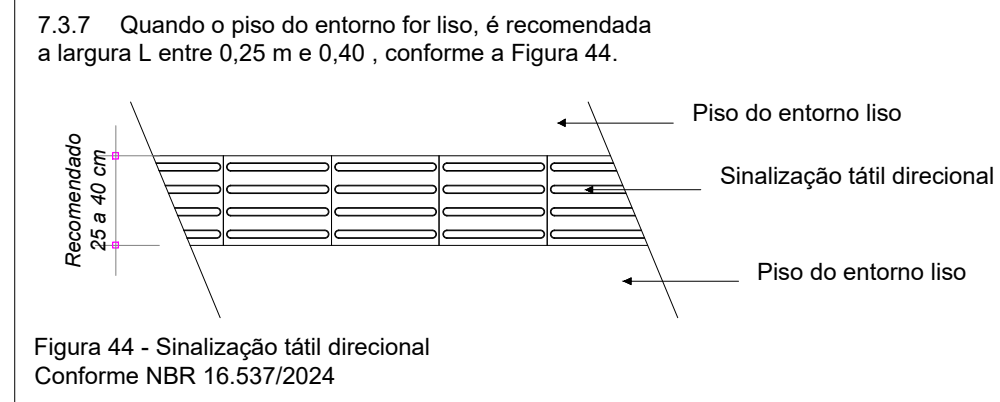 7.3.7 Quando o piso do entorno for liso, é recomendada
a largura L entre 0,25 m e 0,40 , conforme a Figura 44.
Piso do entorno liso
Recomendado
25 a 40 cm
Sinalização tátil direcional
Piso do entorno liso
Figura 44 - Sinalização tátil direcional
Conforme NBR 16.537/2024